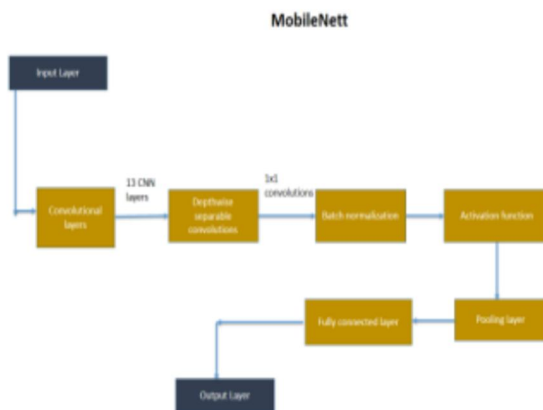 MobileNett
Input Layer
13 CNN
layers
1x1
convolutions
Convolutional
layers
Depthwise
separable
convolutions
Batch normalization
Activation function
Fully connected layer
Pooling layer
Output Layer